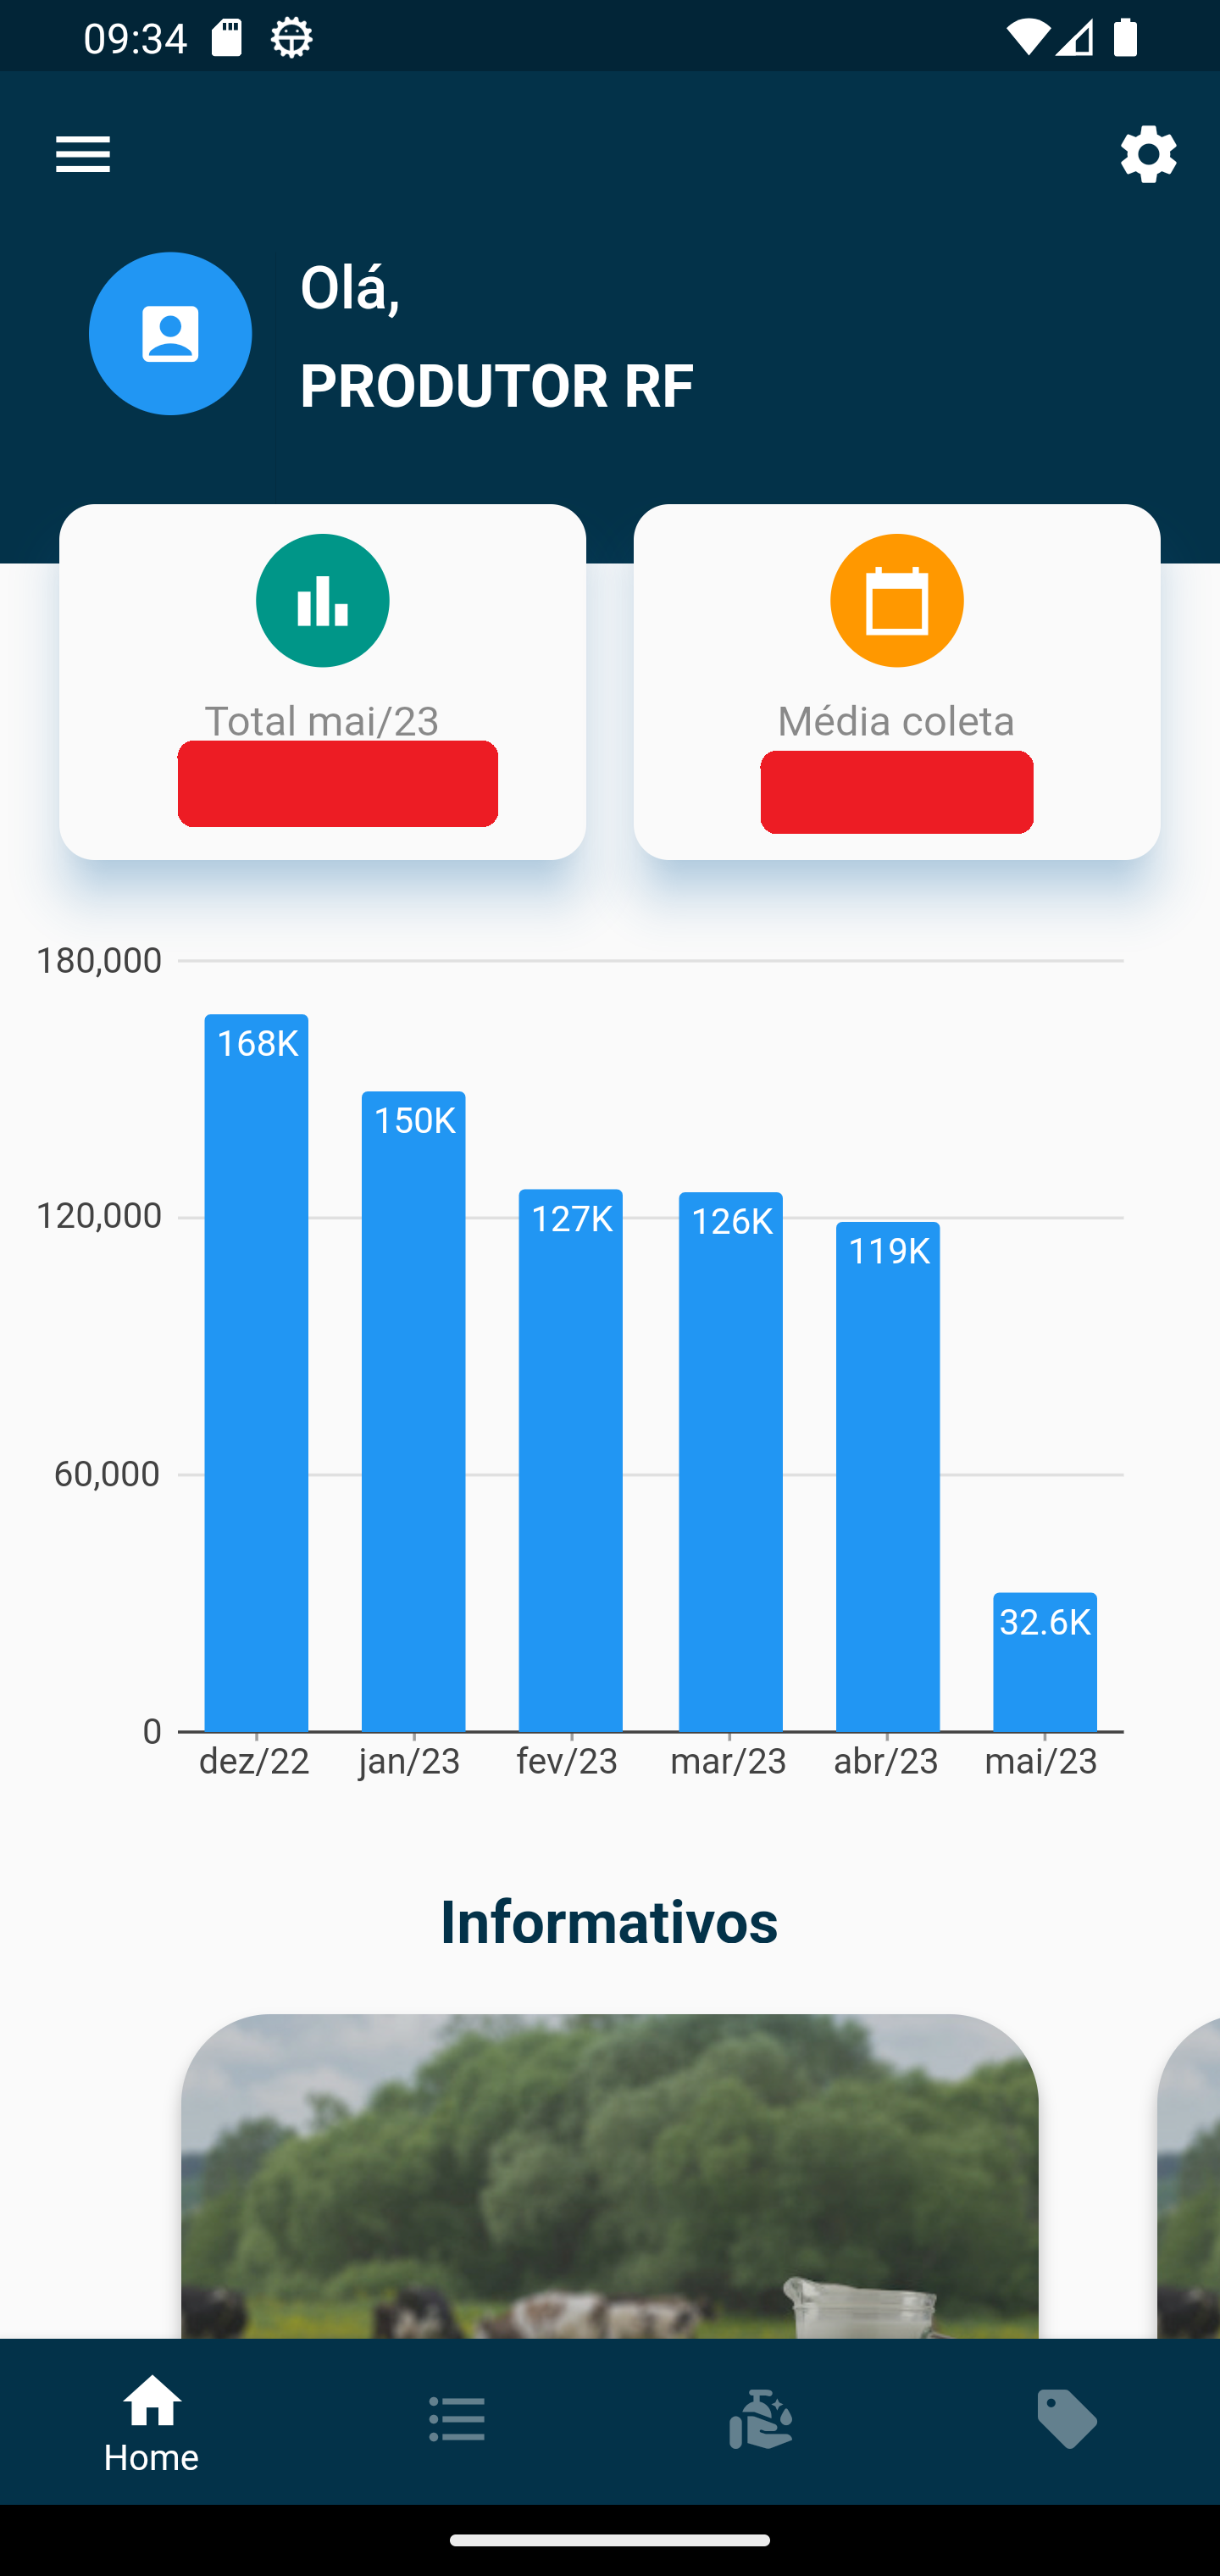 09:34
Olá,
PRODUTOR RF
Total mai/23
Média coleta
180,000
168K
150K
127K
126K
120,000
119K
60,000
32.6K
0
dez/22 jan/23 fev/23 mar/23 abr/23 mai/23
Informativos
Home